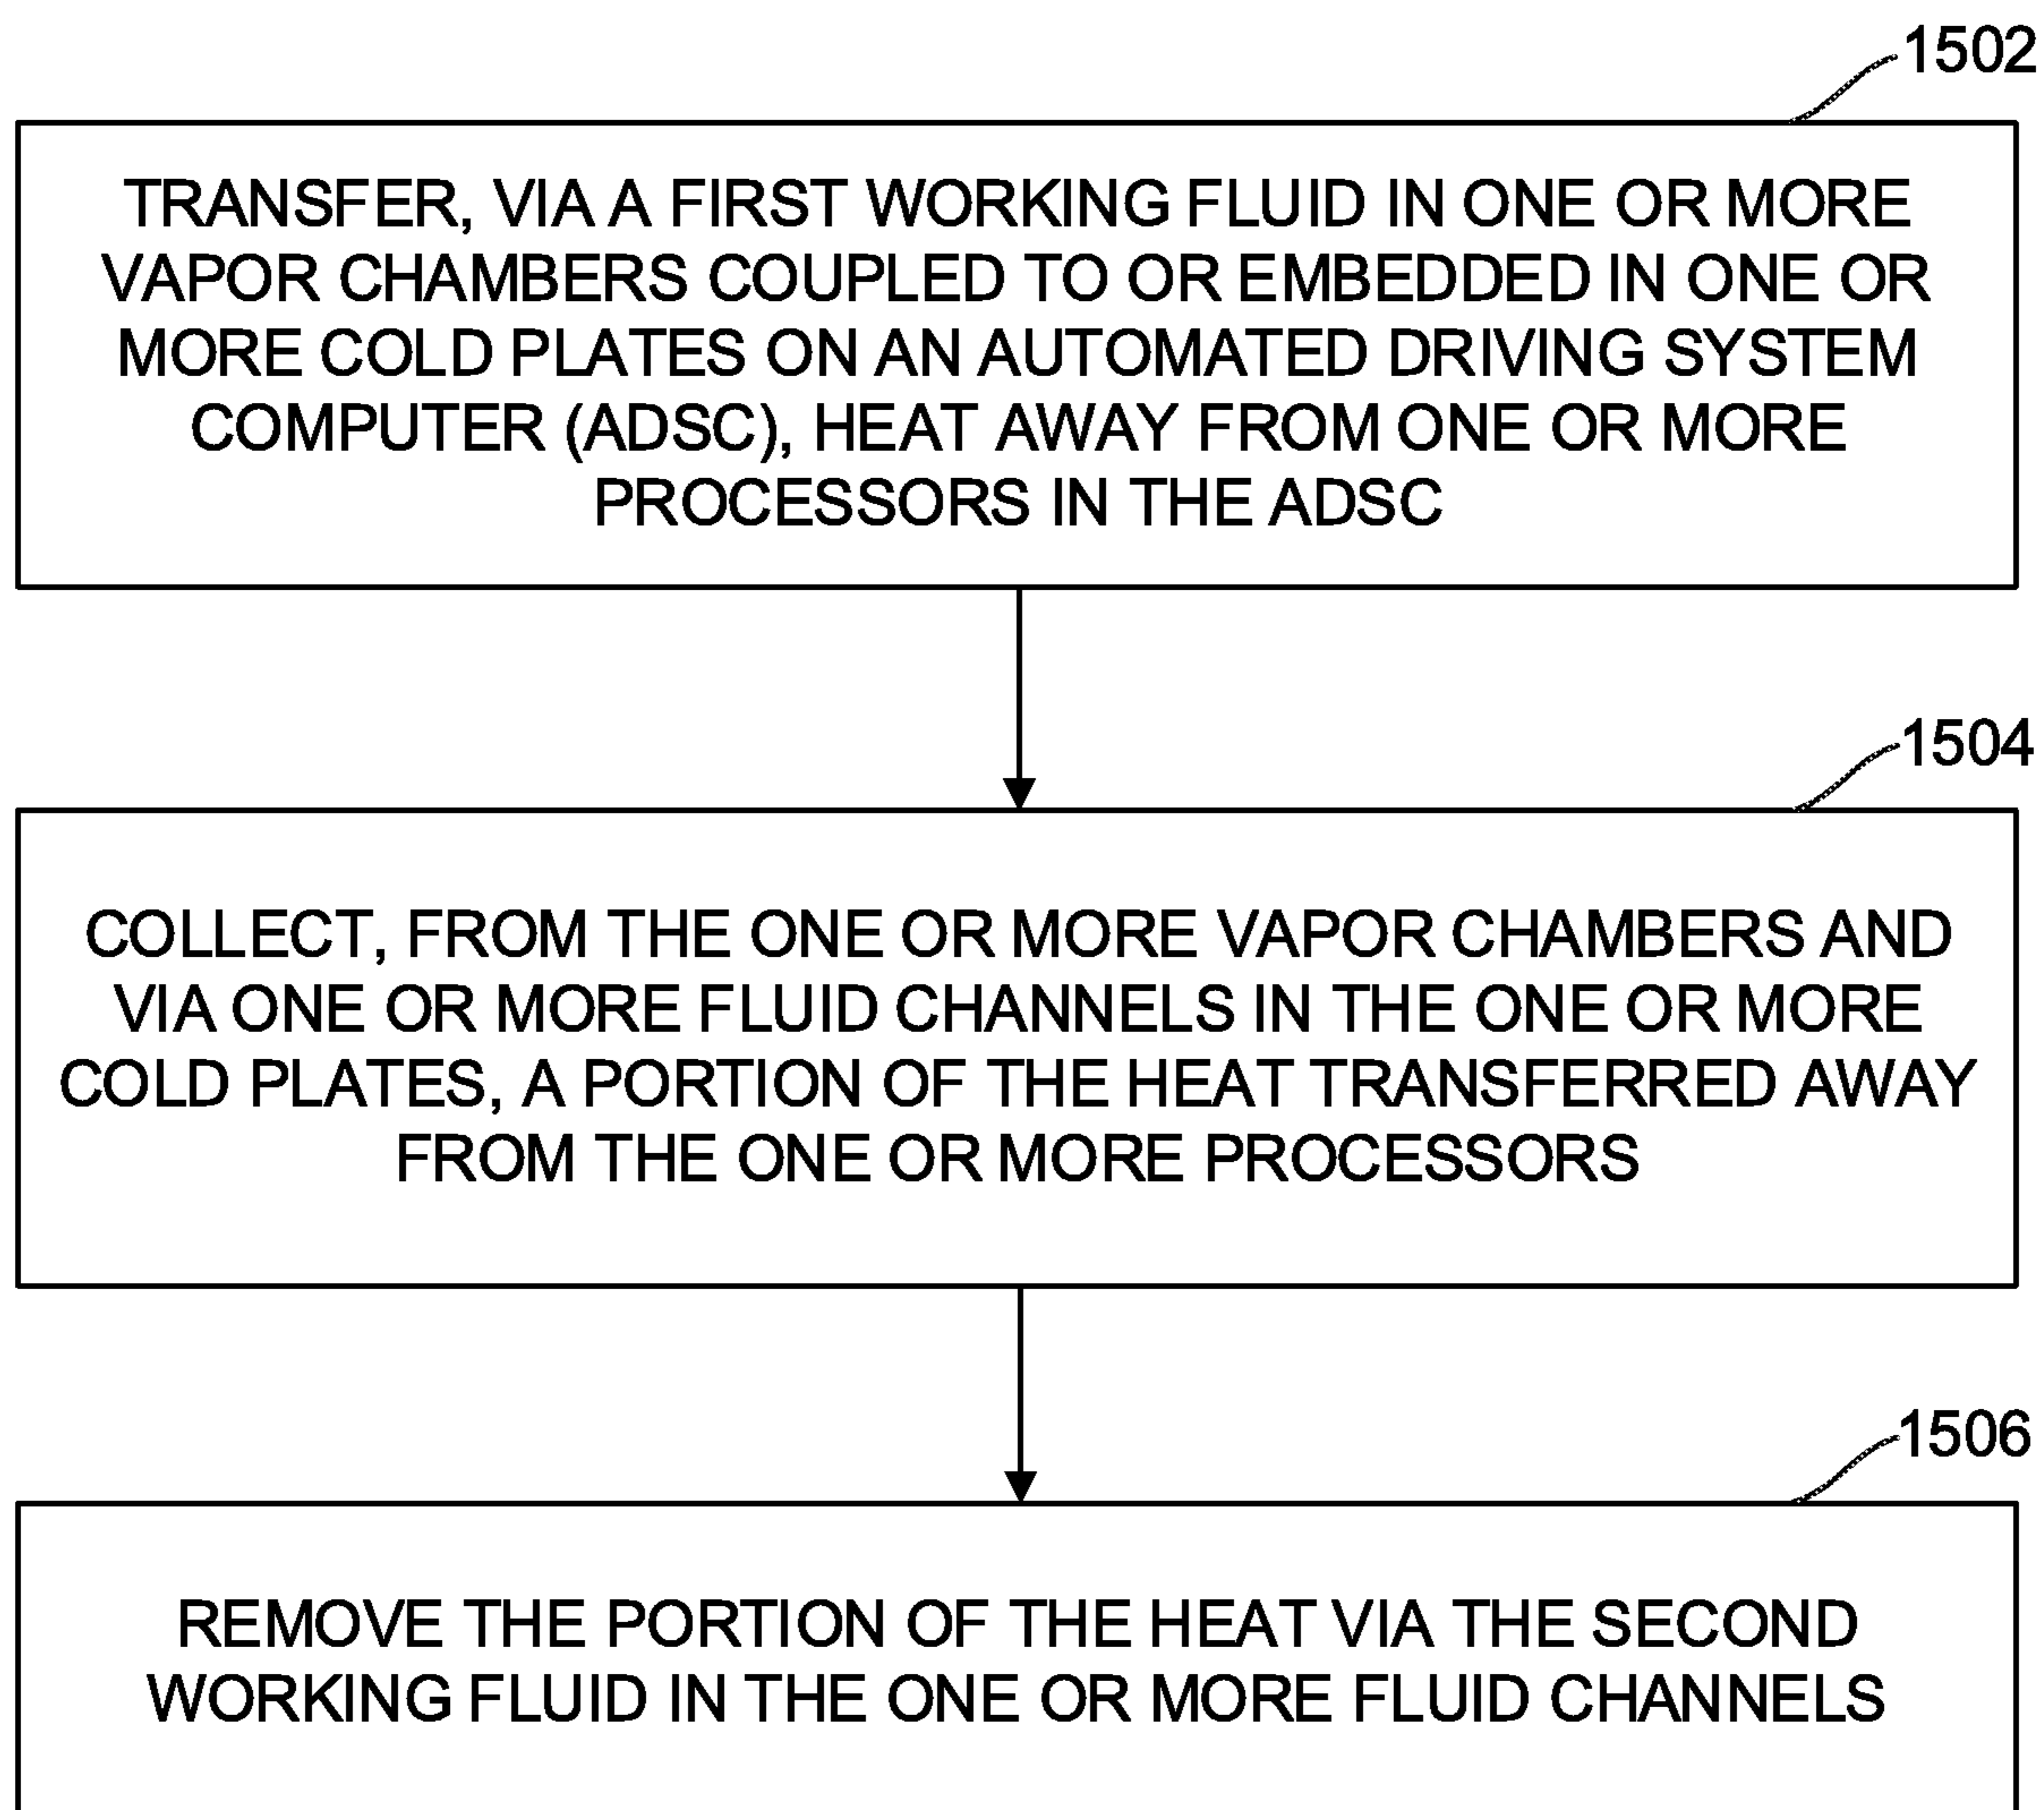 1502
TRANSFER, VIA A FIRST WORKING FLUID IN ONE OR MORE
VAPOR CHAMBERS COUPLED TO OR EMBEDDED IN ONE OR
MORE COLD PLATES ON AN AUTOMATED DRIVING SYSTEM
COMPUTER (ADSC), HEAT AWAY FROM ONE OR MORE
PROCESSORS IN THE ADSC
1504
COLLECT, FROM THE ONE OR MORE VAPOR CHAMBERS AND
VIA ONE OR MORE FLUID CHANNELS IN THE ONE OR MORE
COLD PLATES, A PORTION OF THE HEAT TRANSFERRED AWAY
FROM THE ONE OR MORE PROCESSORS
1506
REMOVE THE PORTION OF THE HEAT VIA THE SECOND
WORKING FLUID IN THE ONE OR MORE FLUID CHANNELS